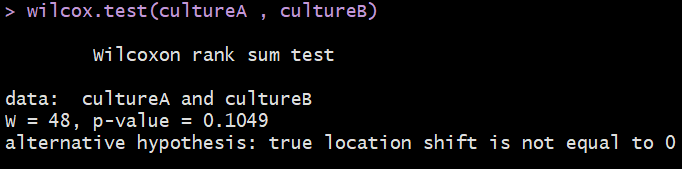 > wilcox.test(cultureA , cultureB)
Wilcoxon rank sum test
data:  cultureA and cultureB
W = 48, p-value = 0.1049
alternative hypothesis: true location shift is not equal to 0